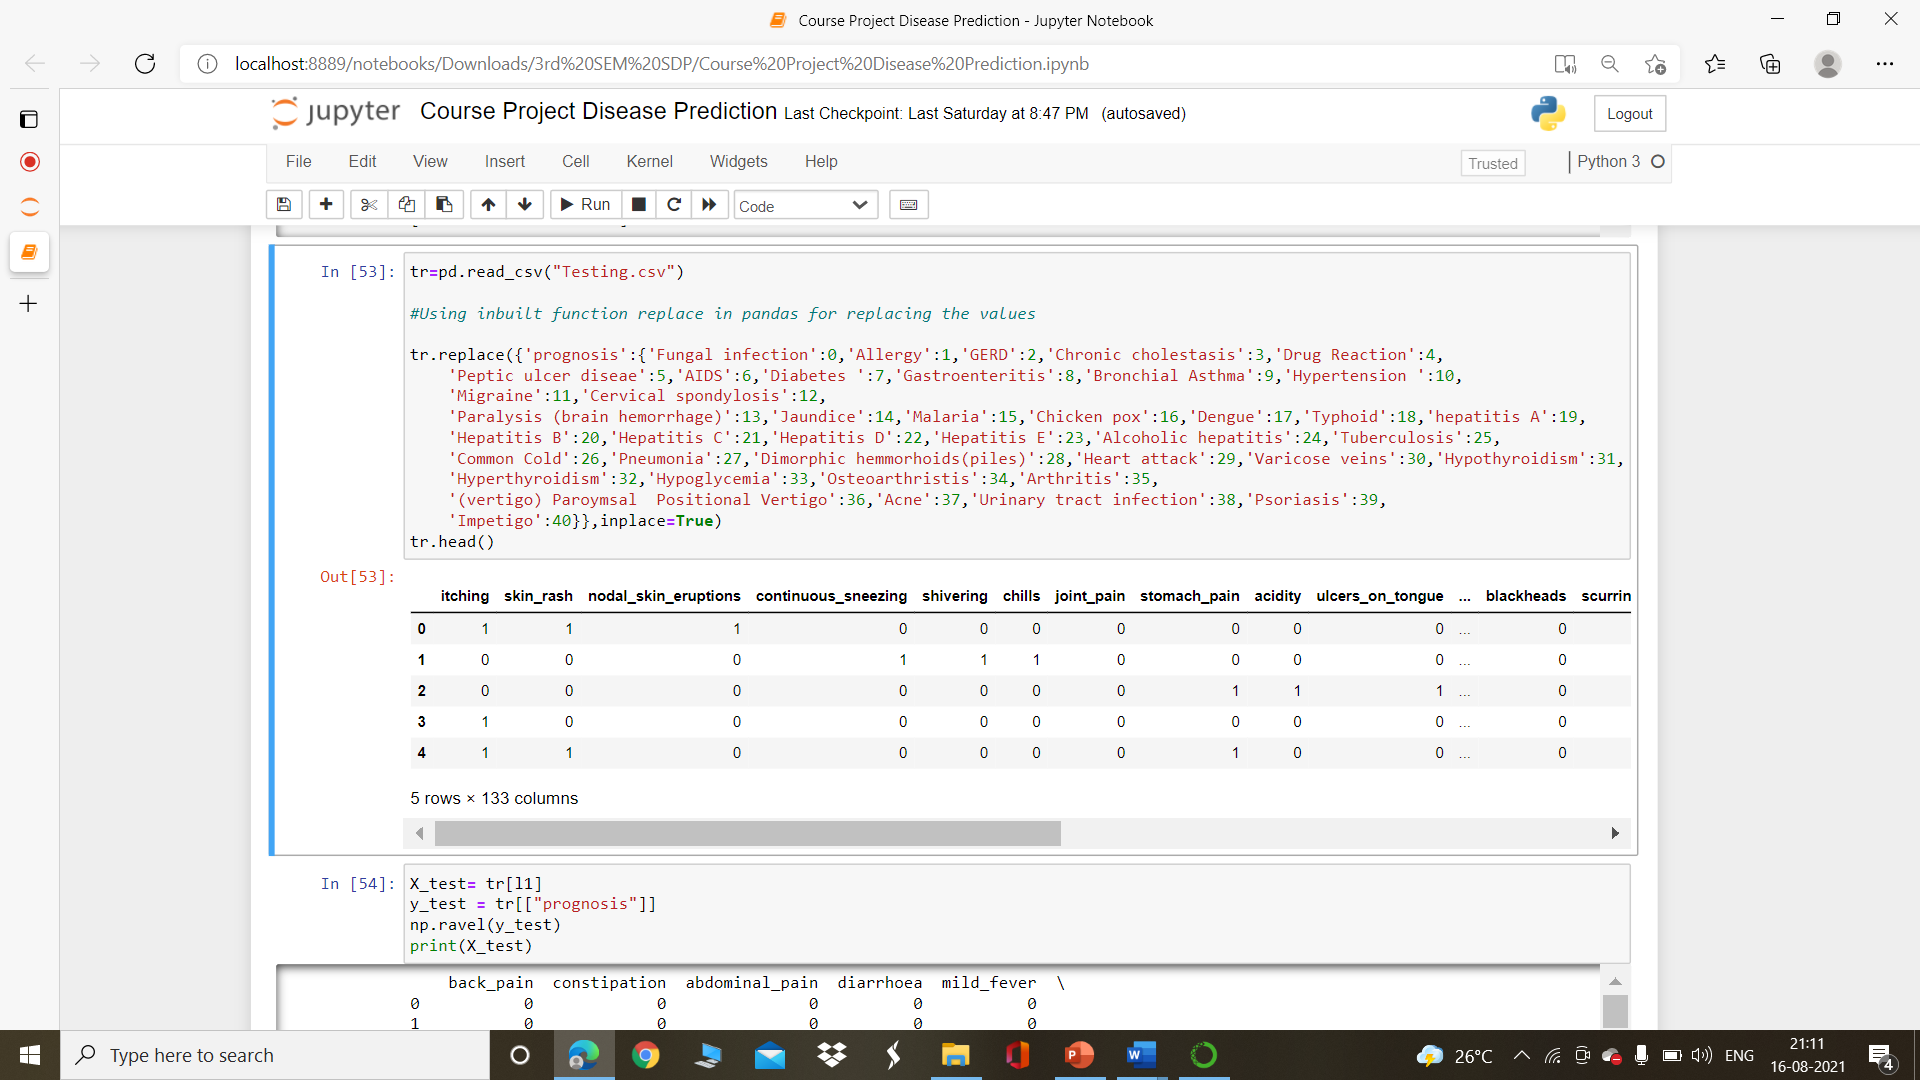 Course Project Disease Prediction - Jupyter Notebook
localhost:8889/notebooks/Downloads/3rd%20SEM%20SDP/Course%20Project%20Disease%20Prediction.ipynb
jupyter Course Project Disease Prediction Last Checkpoint: Last Saturday at 8:47 PM (autosaved)
Logout
File Edit View Insert Cell Kernel Widgets Help
Trusted
Python 3
Run
Code
In [53]: tr=pd.read_csv("Testing.csv")
#Using inbuilt function replace in pandas for replacing the values
tr.replace({'prognosis':{'Fungal infection':0,'Allergy':1,'GERD':2,'Chronic cholestasis':3,'Drug Reaction':4,
'Peptic ulcer diseae':5,'AIDS':6,'Diabetes ':7,'Gastroenteritis':8,'Bronchial Asthma':9,'Hypertension ':10,
'Migraine':11,'Cervical spondylosis':12,
'Paralysis (brain hemorrhage)':13,'Jaundice':14,'Malaria':15,'Chicken pox':16,'Dengue':17,'Typhoid':18,'hepatitis A':19,
'Hepatitis B':20,'Hepatitis C':21,'Hepatitis D':22,'Hepatitis E':23,'Alcoholic hepatitis':24,'Tuberculosis':25,
'Common Cold':26,'Pneumonia':27,'Dimorphic hemmorhoids(piles)':28,'Heart attack':29,'Varicose veins':30,'Hypothyroidism':31,
'Hyperthyroidism':32,'Hypoglycemia':33,'Osteoarthristis':34,'Arthritis':35,
'(vertigo) Paroymsal  Positional Vertigo':36,'Acne':37,'Urinary tract infection':38,'Psoriasis':39,
'Impetigo':40}},inplace=True)
tr.head()
Out[53]:
itching skin_rash nodal_skin_eruptions continuous_sneezing shivering chills joint_pain stomach_pain acidity ulcers_on_tongue ... blackheads scurrin
0 1 1 1 0 0 0 0 0 0 0 ... 0
1 0 0 0 1 1 1 0 0 0 0 ... 0
2 0 0 0 0 0 0 0 1 1 1 ... 0
3 1 0 0 0 0 0 0 0 0 0 ... 0
4 1 1 0 0 0 0 0 1 0 0 ... 0
5 rows × 133 columns
In [54]: X_test= tr[l1]
y_test = tr[["prognosis"]]
np.ravel(y_test)
print(X_test)
back_pain constipation abdominal_pain diarrhoea mild_fever \
0 0 0 0 0 0
1 0 0 0 0 0
Type here to search
26°C
ENG
21:11
16-08-2021
4